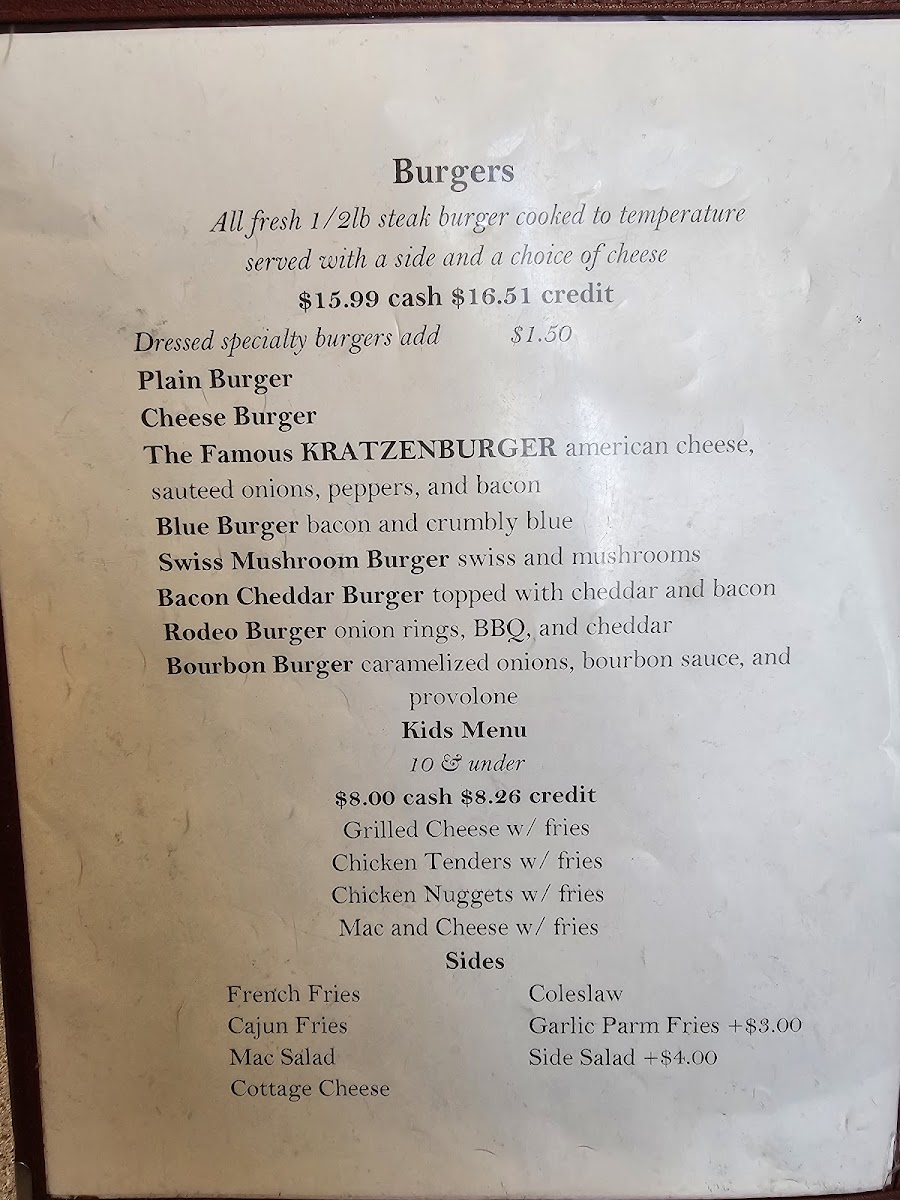 Burgers
All fresh 1/2lb steak burger cooked to temperature
served with a side and a choice of cheese
$15.99 cash $16.51 credit
Dressed specialty burgers add $1.50
Plain Burger
Cheese Burger
The Famous KRATZENBURGER american cheese,
sauteed onions, peppers, and bacon
Blue Burger bacon and crumbly blue
Swiss Mushroom Burger swiss and mushrooms
Bacon Cheddar Burger topped with cheddar and bacon
Rodeo Burger onion rings, BBQ, and cheddar
Bourbon Burger caramelized onions, bourbon sauce, and
provolone
Kids Menu
10 & under
$8.00 cash $8.26 credit
Grilled Cheese w/ fries
Chicken Tenders w/ fries
Chicken Nuggets w/ fries
Mac and Cheese w/ fries
Sides
French Fries
Cajun Fries
Mac Salad
Cottage Cheese
Coleslaw
Garlic Parm Fries +$3.00
Side Salad +$4.00